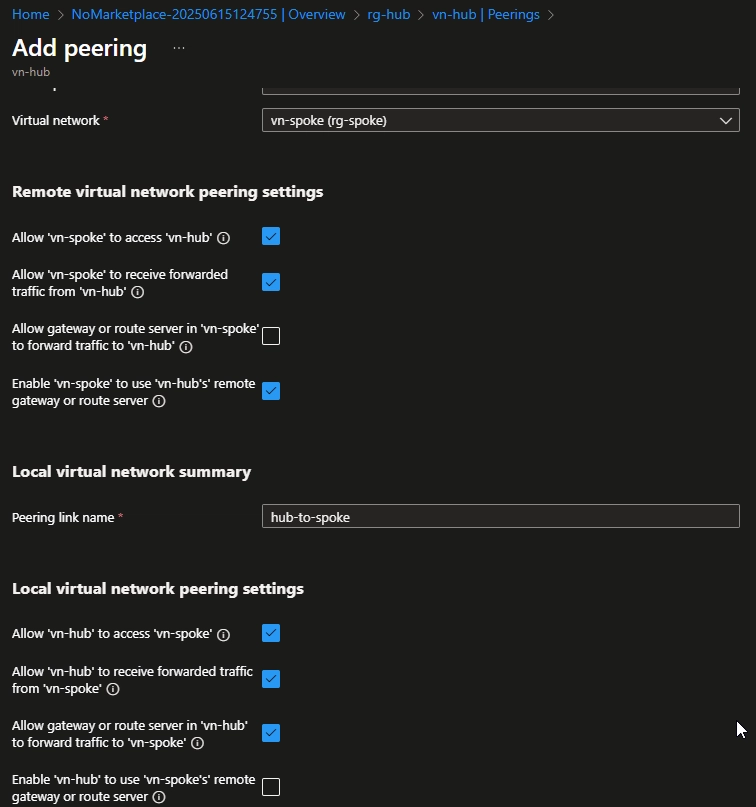 Home > NoMarketplace-20250615124755 | Overview > rg-hub > vn-hub | Peerings >
Add peering ...
vn-hub
Virtual network * vn-spoke (rg-spoke)
Remote virtual network peering settings
Allow 'vn-spoke' to access 'vn-hub'
Allow 'vn-spoke' to receive forwarded
traffic from 'vn-hub'
Allow gateway or route server in 'vn-spoke'
to forward traffic to 'vn-hub'
Enable 'vn-spoke' to use 'vn-hub's' remote
gateway or route server
Local virtual network summary
Peering link name * hub-to-spoke
Local virtual network peering settings
Allow 'vn-hub' to access 'vn-spoke'
Allow 'vn-hub' to receive forwarded traffic
from 'vn-spoke'
Allow gateway or route server in 'vn-hub'
to forward traffic to 'vn-spoke'
Enable 'vn-hub' to use 'vn-spoke's' remote
gateway or route server